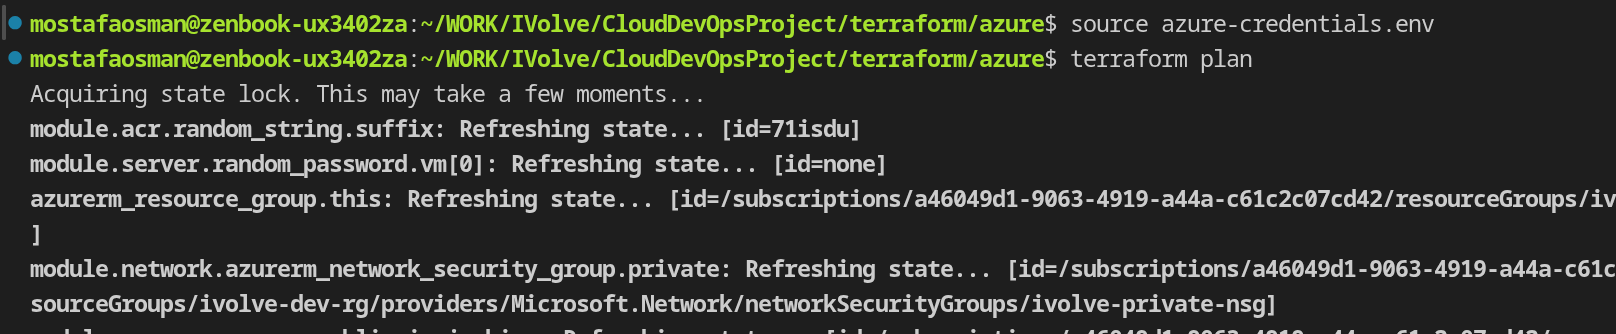 mostafaosman@zenbook-ux3402za:~/WORK/IVolve/CloudDevOpsProject/terraform/azure$ source azure-credentials.env
mostafaosman@zenbook-ux3402za:~/WORK/IVolve/CloudDevOpsProject/terraform/azure$ terraform plan
Acquiring state lock. This may take a few moments...
module.acr.random_string.suffix: Refreshing state... [id=71isdu]
module.server.random_password.vm[0]: Refreshing state... [id=none]
azurerm_resource_group.this: Refreshing state... [id=/subscriptions/a46049d1-9063-4919-a44a-c61c2c07cd42/resourceGroups/iv
]
module.network.azurerm_network_security_group.private: Refreshing state... [id=/subscriptions/a46049d1-9063-4919-a44a-c61c
sourceGroups/ivolve-dev-rg/providers/Microsoft.Network/networkSecurityGroups/ivolve-private-nsg]